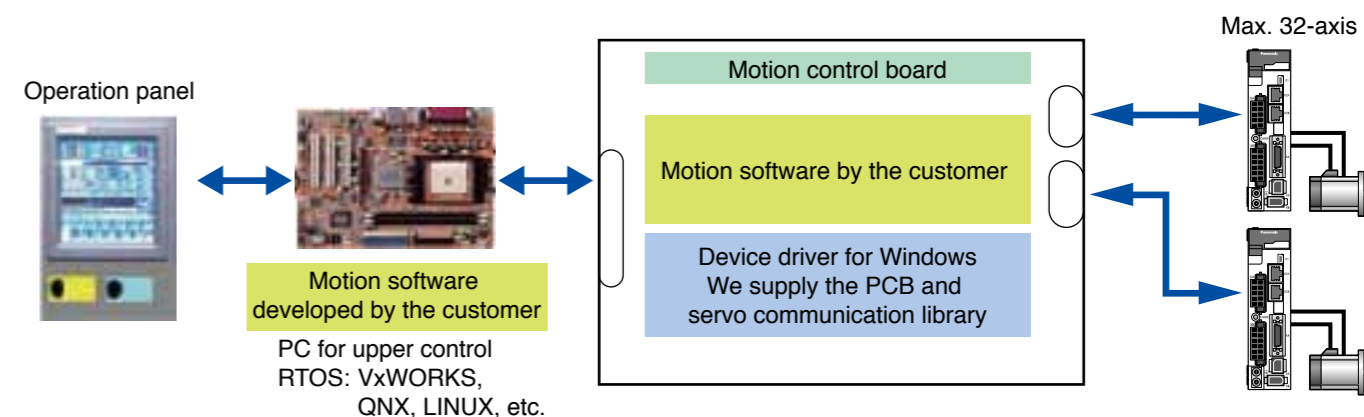 Max. 32-axis
Operation panel
Motion control board
Motion software by the customer
Motion software
developed by the customer
Device driver for Windows
We supply the PCB and
servo communication library
PC for upper control
RTOS: VxWORKS,
QNX, LINUX, etc.
Panasonic
Panasonic